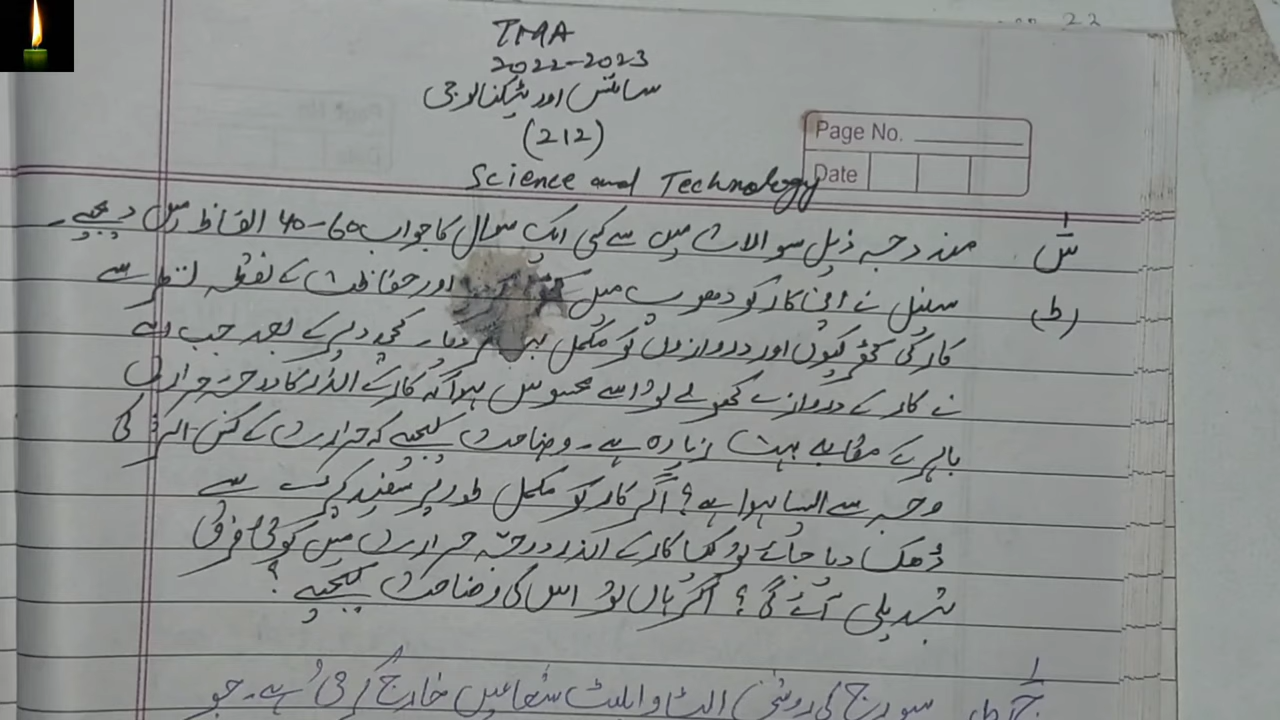 TMA
2022-2023
سائنس اور ٹیکنالوجی
(212)
Page No.
Date
Science and Technology
س۱ مندرجہ ذیل سوالات میں سے کسی ایک سوال کا جواب 40-60 الفاظ میں دیجیے۔
(ط) سنیل نے اپنی کار کو دھوپ میں اور حفاظت کے نقطہ نظر سے
کار کی کھڑکیوں اور دروازوں کو مکمل دیا۔ کچھ دیر کے بعد جب اس
نے کار کے دروازے کھولے تو اسے محسوس ہوا کہ کار کے اندر کا درجہ حرارت
باہر کے مقابلے بہت زیادہ ہے۔ وضاحت کیجیے کہ حرارت کے کس اثر کی
وجہ سے ایسا ہوا ہے؟ اگر کار کو مکمل طور پر سفید کپڑے سے
ڈھک دیا جائے تو کیا کار کے اندر درجہ حرارت میں کوئی فرق
تبدیلی آئے گی؟ اگر ہاں تو اس کی وضاحت کیجیے؟
ج۱ (ط) سورج کی روشنی الٹراوائلیٹ شعاعیں خارج کرتی ہے۔ جو